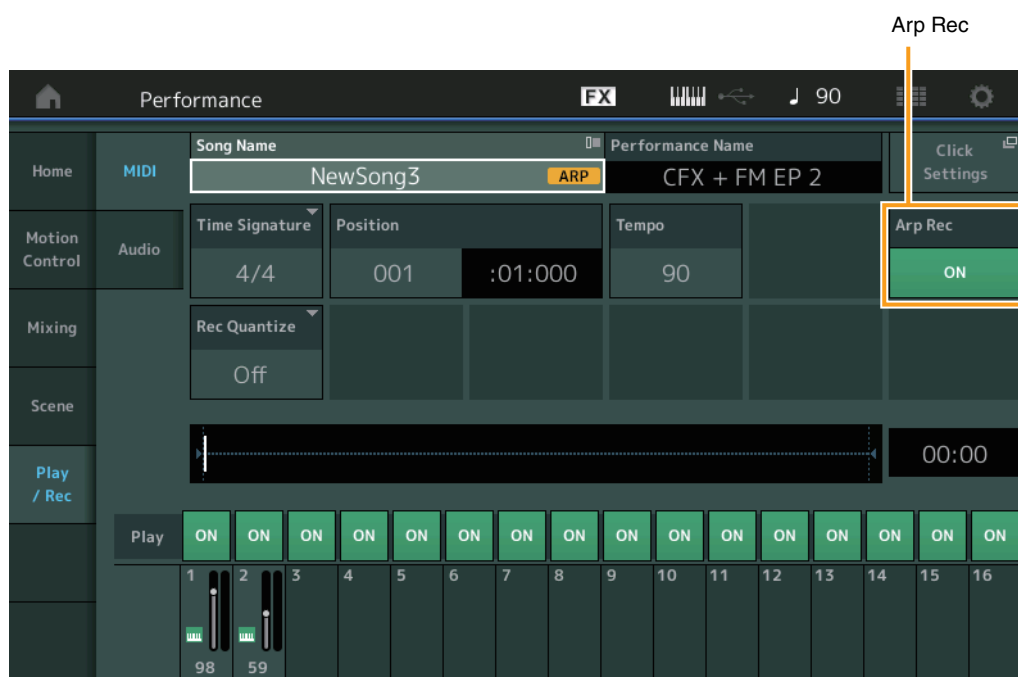 Arp Rec
Performance
FX
90
Home
Motion
Control
Mixing
Scene
Play
/ Rec
MIDI
Audio
Song Name
NewSong3
ARP
Performance Name
CFX + FM EP 2
Click
Settings
Time Signature
4/4
Position
001
:01:000
Tempo
90
Arp Rec
ON
Rec Quantize
Off
00:00
Play
ON ON ON ON ON ON ON ON ON ON ON ON ON ON ON ON
1 2 3 4 5 6 7 8 9 10 11 12 13 14 15 16
98 59